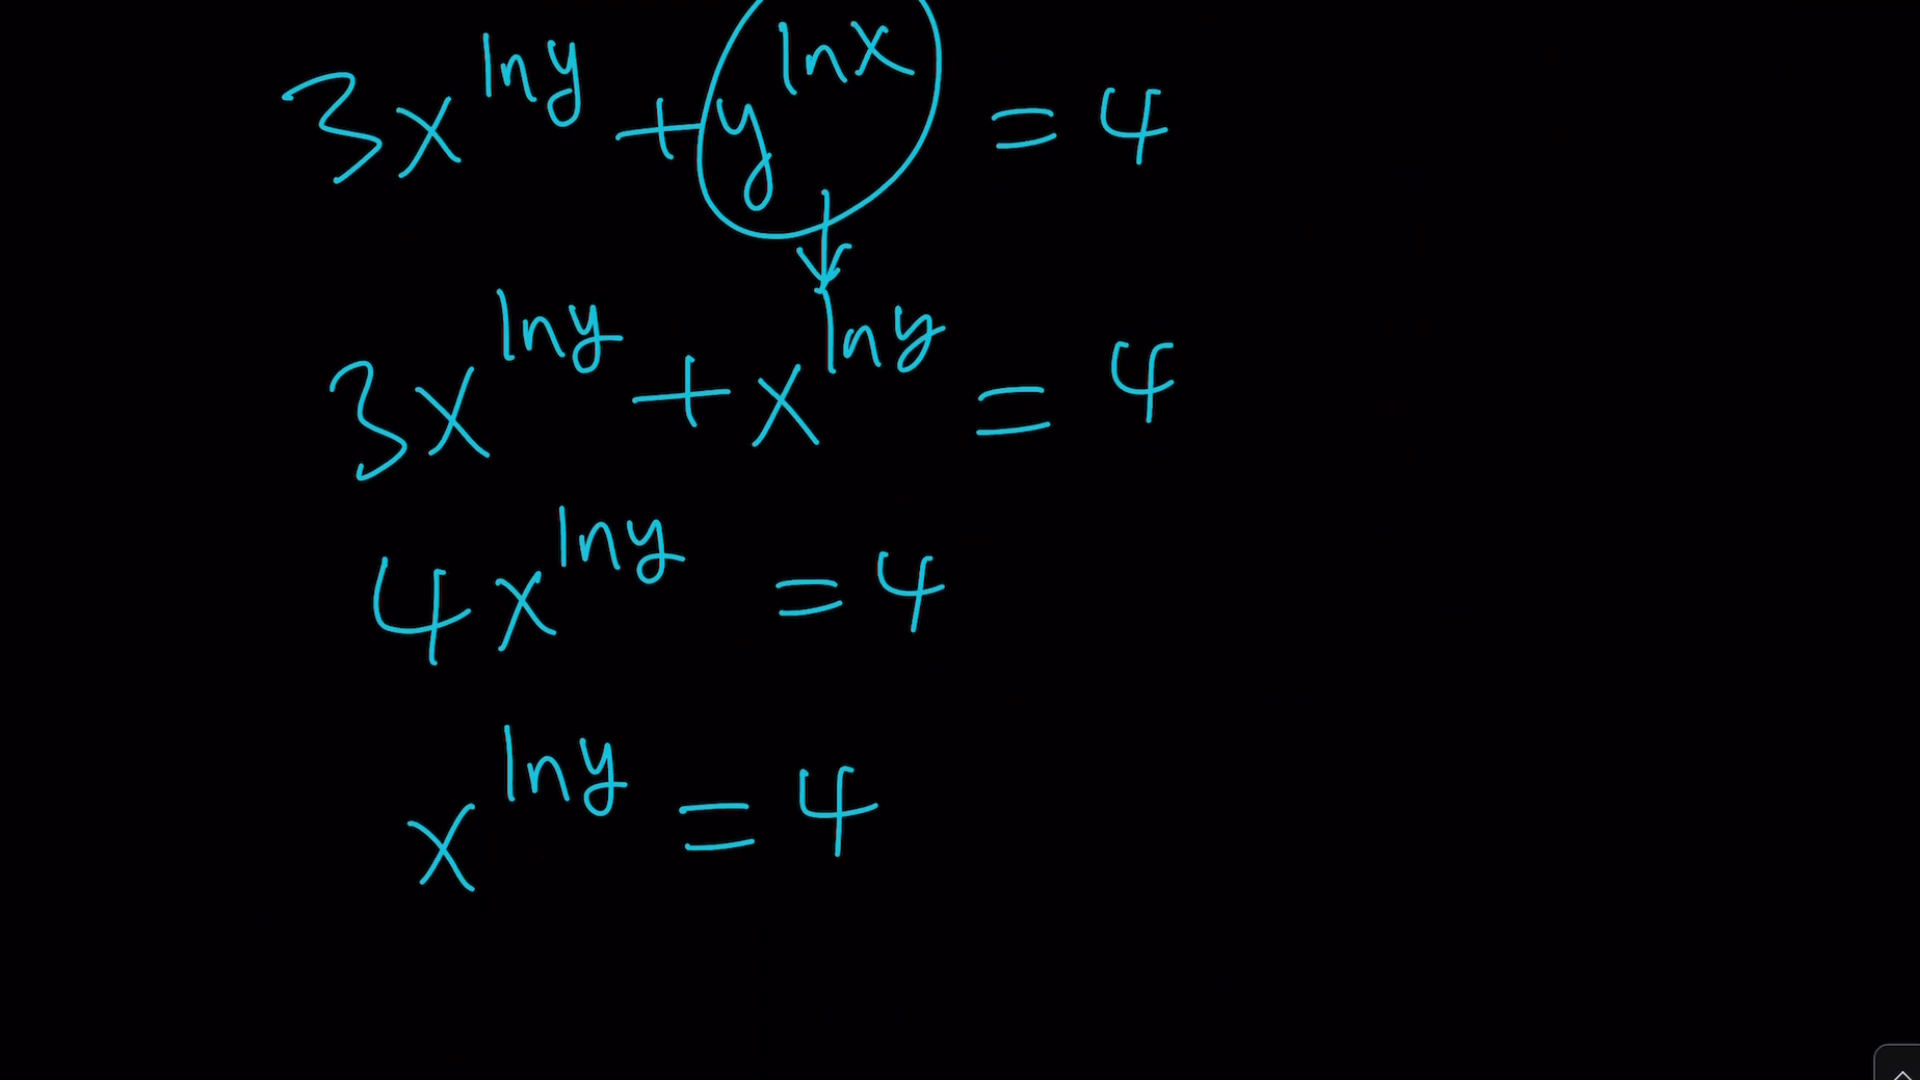 3x^lny + y^lnx = 4
3x^lny + x^lny = 4
4x^lny = 4
x^lny = 4